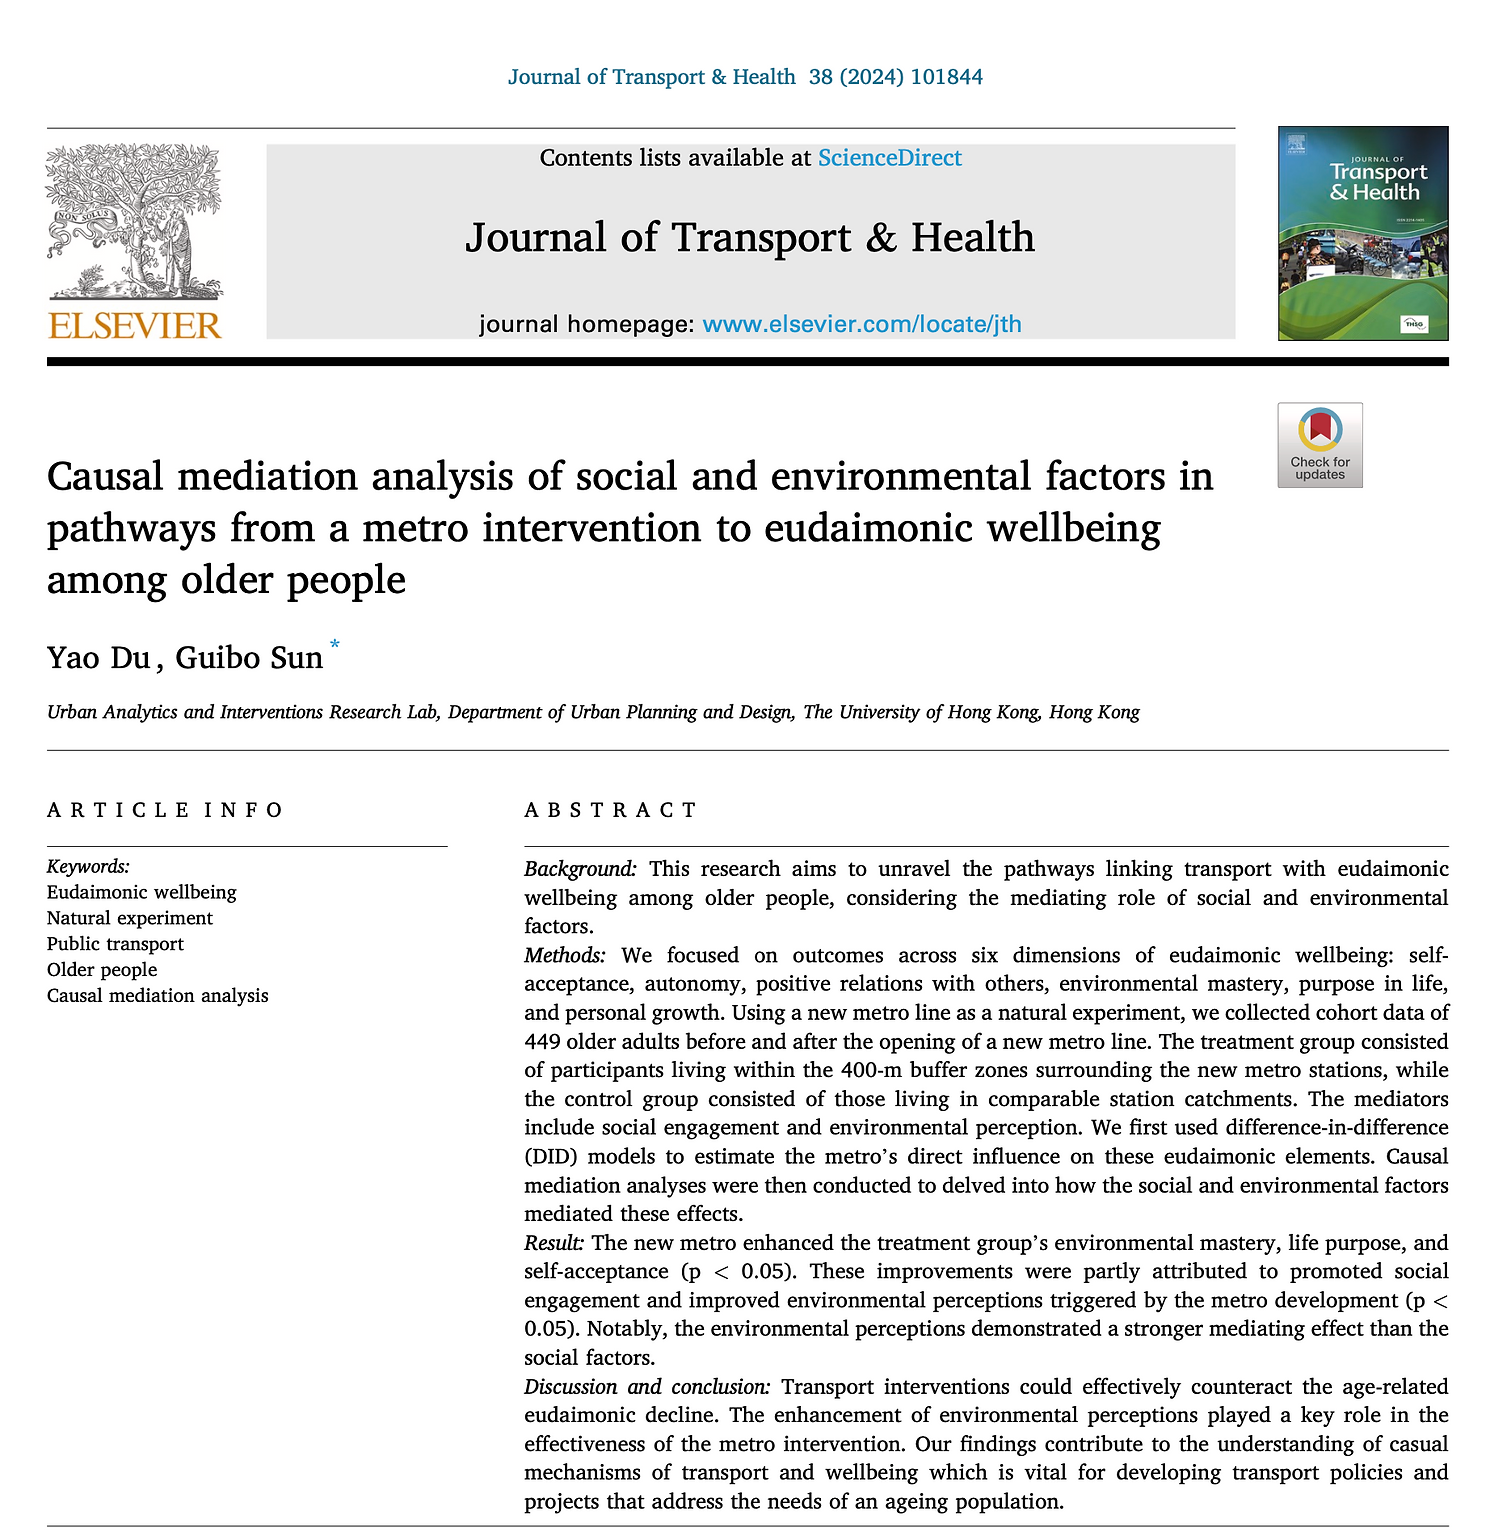 Journal of Transport & Health 38 (2024) 101844
NON SOLUS
ELSEVIER
Contents lists available at ScienceDirect
Journal of Transport & Health
journal homepage: www.elsevier.com/locate/jth
JOURNAL OF
Transport
& Health
Check for
updates
Causal mediation analysis of social and environmental factors in
pathways from a metro intervention to eudaimonic wellbeing
among older people
Yao Du, Guibo Sun *
Urban Analytics and Interventions Research Lab, Department of Urban Planning and Design, The University of Hong Kong, Hong Kong
ARTICLE INFO
Keywords:
Eudaimonic wellbeing
Natural experiment
Public transport
Older people
Causal mediation analysis
ABSTRACT
Background: This research aims to unravel the pathways linking transport with eudaimonic
wellbeing among older people, considering the mediating role of social and environmental
factors.
Methods: We focused on outcomes across six dimensions of eudaimonic wellbeing: self-
acceptance, autonomy, positive relations with others, environmental mastery, purpose in life,
and personal growth. Using a new metro line as a natural experiment, we collected cohort data of
449 older adults before and after the opening of a new metro line. The treatment group consisted
of participants living within the 400-m buffer zones surrounding the new metro stations, while
the control group consisted of those living in comparable station catchments. The mediators
include social engagement and environmental perception. We first used difference-in-difference
(DID) models to estimate the metro's direct influence on these eudaimonic elements. Causal
mediation analyses were then conducted to delved into how the social and environmental factors
mediated these effects.
Result: The new metro enhanced the treatment group's environmental mastery, life purpose, and
self-acceptance (p < 0.05). These improvements were partly attributed to promoted social
engagement and improved environmental perceptions triggered by the metro development (p <
0.05). Notably, the environmental perceptions demonstrated a stronger mediating effect than the
social factors.
Discussion and conclusion: Transport interventions could effectively counteract the age-related
eudaimonic decline. The enhancement of environmental perceptions played a key role in the
effectiveness of the metro intervention. Our findings contribute to the understanding of casual
mechanisms of transport and wellbeing which is vital for developing transport policies and
projects that address the needs of an ageing population.